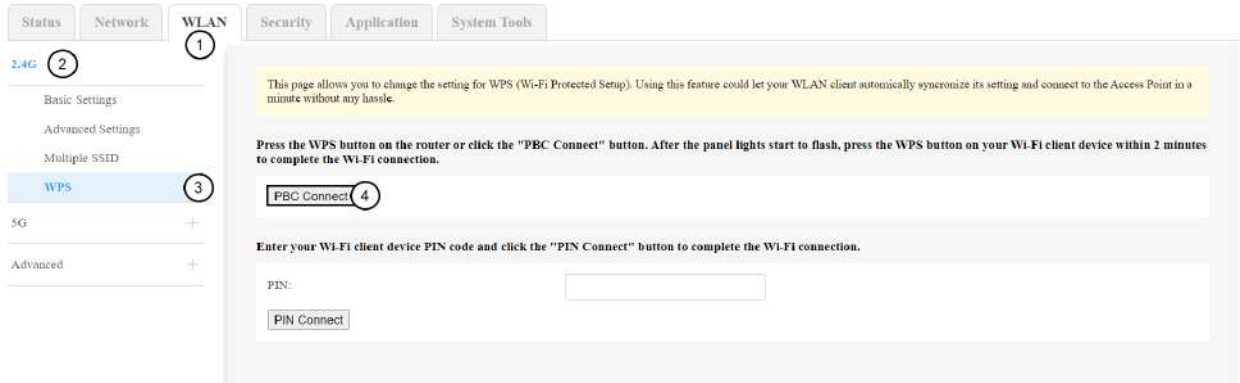 Status Network WLAN Security Application System Tools
1
2.4G 2
Basic Settings
Advanced Settings
Multiple SSID
WPS 3
5G +
Advanced +
This page allows you to change the setting for WPS (Wi-Fi Protected Setup). Using this feature could let your WLAN client automically syncronize its setting and connect to the Access Point in a
minute without any hassle.
Press the WPS button on the router or click the "PBC Connect" button. After the panel lights start to flash, press the WPS button on your Wi-Fi client device within 2 minutes
to complete the Wi-Fi connection.
PBC Connect 4
Enter your Wi-Fi client device PIN code and click the "PIN Connect" button to complete the Wi-Fi connection.
PIN:
PIN Connect